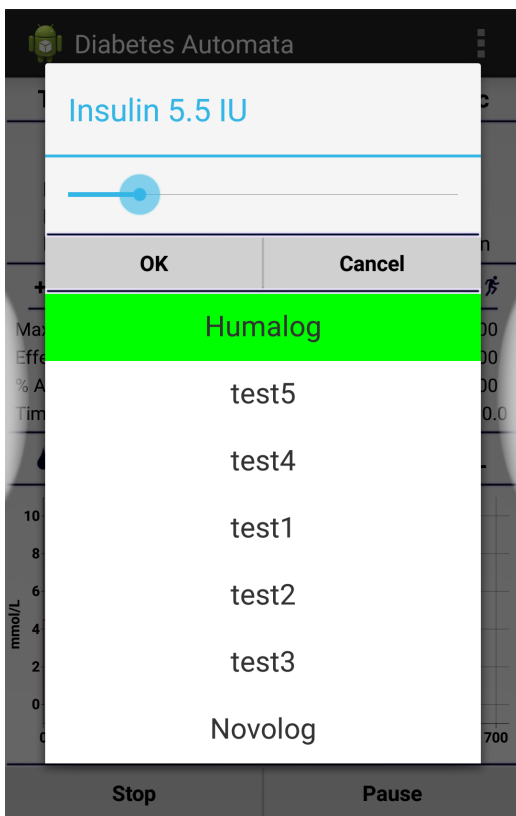 Diabetes Automata
Insulin 5.5 IU
OK Cancel
Humalog
test5
test4
test1
test2
test3
Novolog
10
8
6
4
2
0
mmol/L
700
Stop Pause